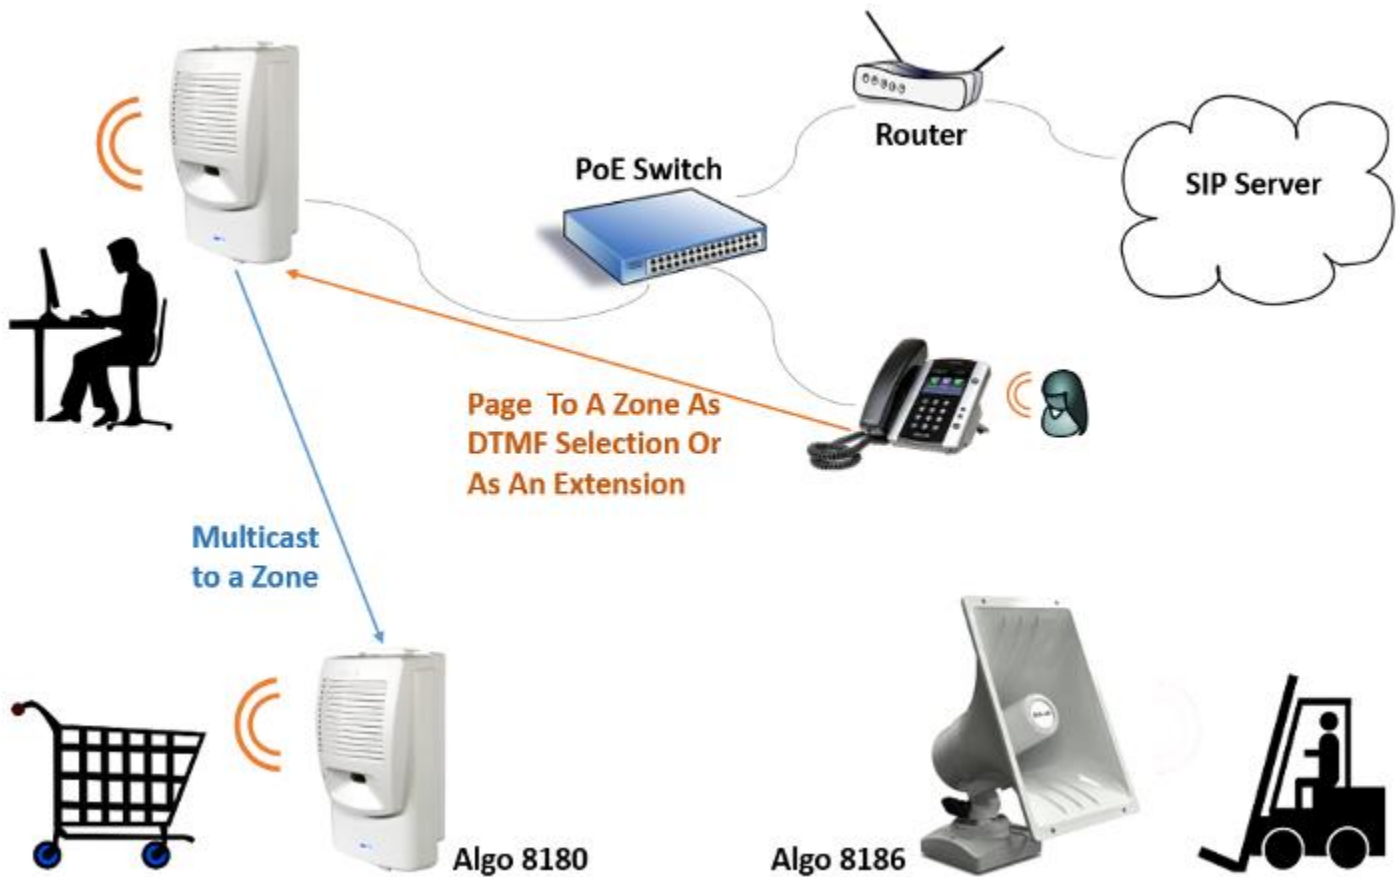 Router
PoE Switch
SIP Server
Page To A Zone As
DTMF Selection Or
As An Extension
Multicast
to a Zone
Algo 8180
Algo 8186